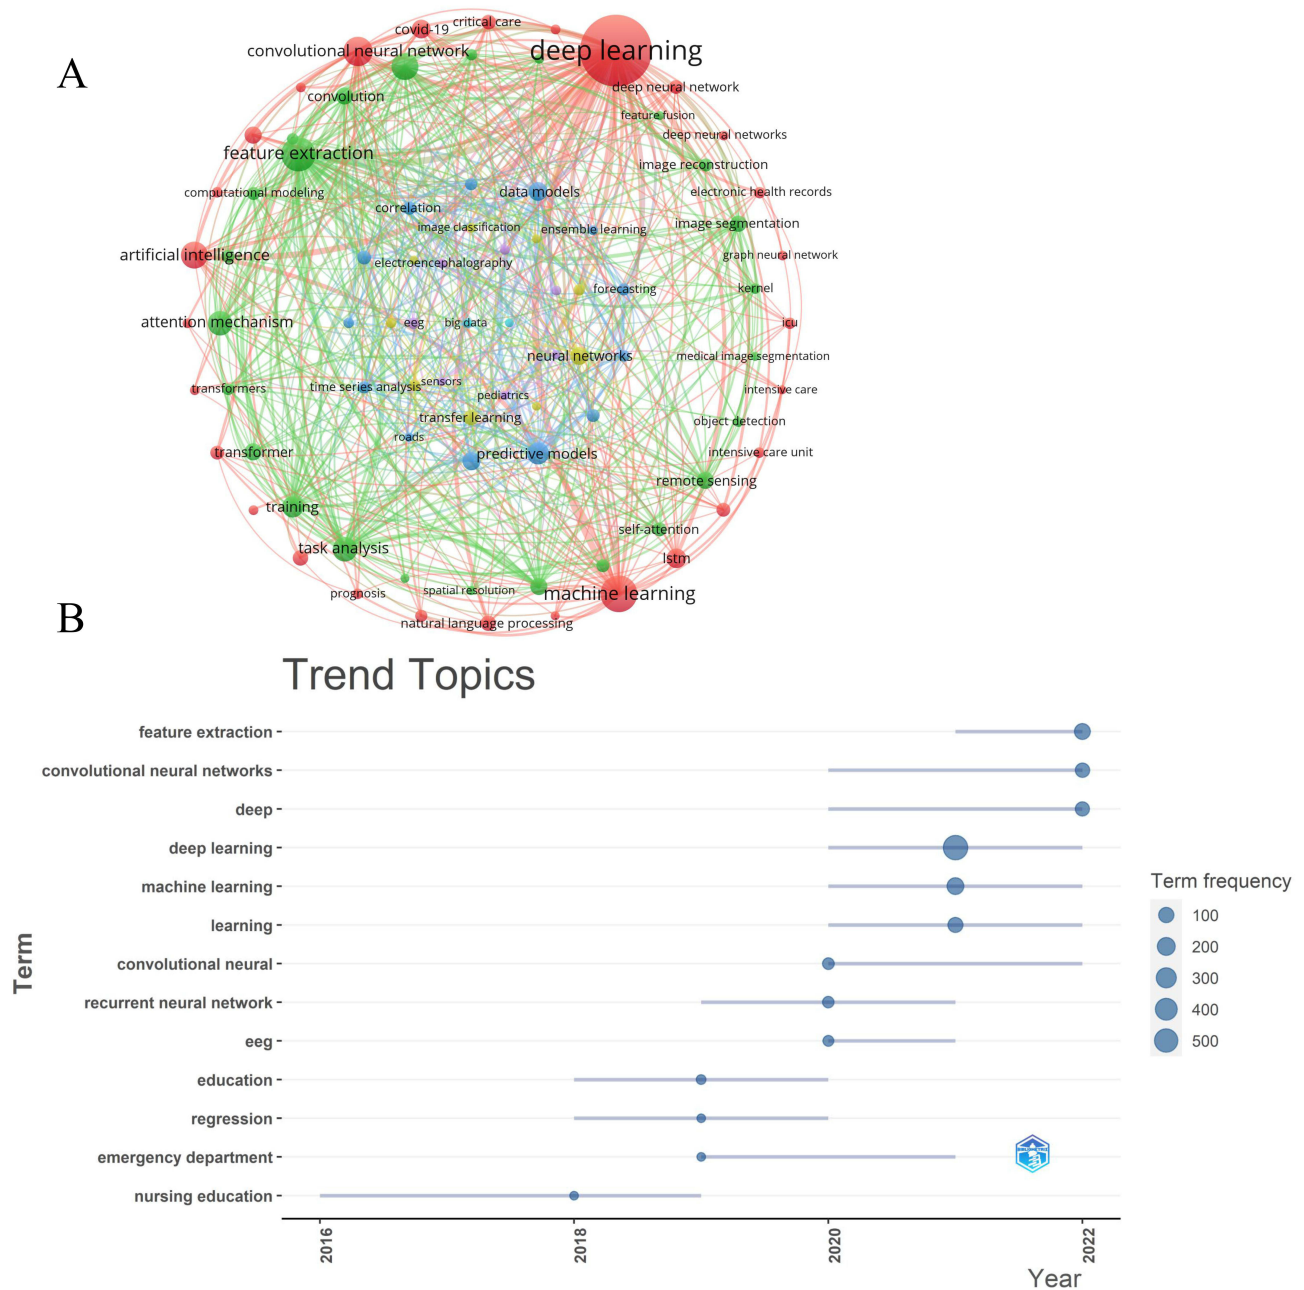 A
critical care
covid-19
convolutional neural network
deep learning
deep neural network
convolution
feature fusion
deep neural networks
feature extraction
image reconstruction
computational modeling
data models
electronic health records
correlation
image classification
ensemble learning
image segmentation
artificial intelligence
electroencephalography
graph neural network
forecasting
kernel
attention mechanism
eeg
big data
icu
neural networks
medical image segmentation
transformers
time series analysis
sensors
pediatrics
intensive care
transfer learning
object detection
roads
transformer
predictive models
intensive care unit
remote sensing
training
self-attention
task analysis
lstm
prognosis
spatial resolution
machine learning
natural language processing
B
Trend Topics
feature extraction
convolutional neural networks
deep
deep learning
machine learning
learning
convolutional neural
recurrent neural network
eeg
education
regression
emergency department
nursing education
Term
2016
2018
2020
2022
Year
Term frequency
100
200
300
400
500